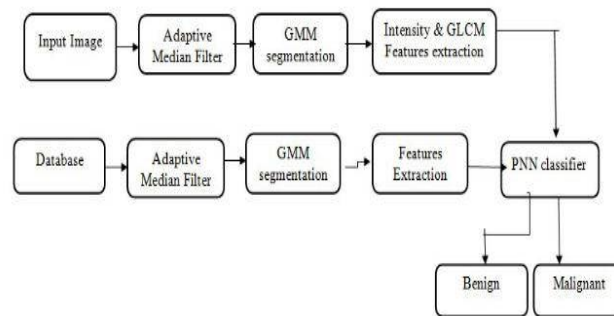 Input Image
Adaptive
Median Filter
GMM
segmentation
Intensity & GLCM
Features extraction
Database
Adaptive
Median Filter
GMM
segmentation
Features
Extraction
PNN classifier
Benign
Malignant